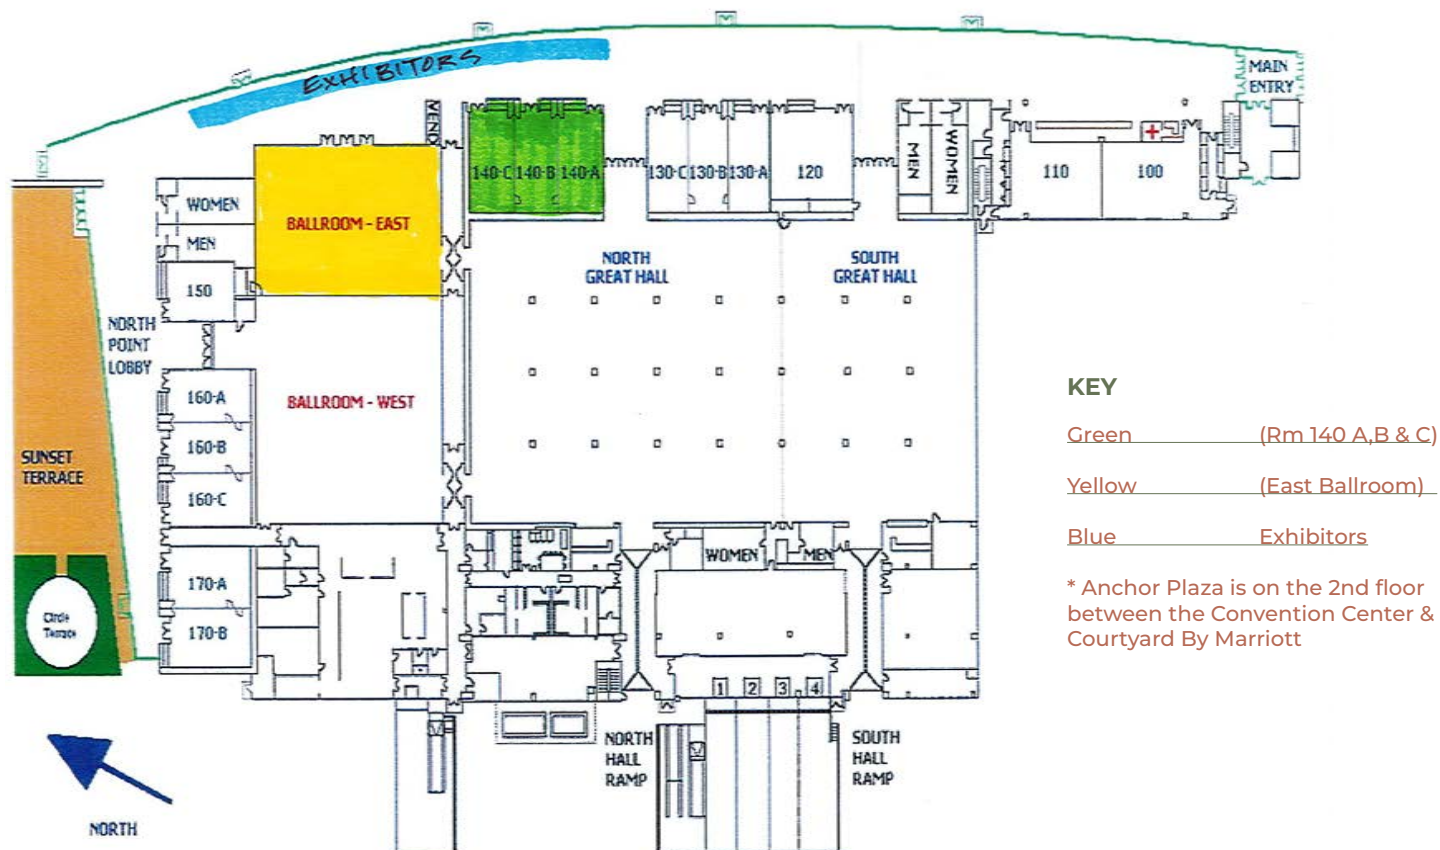 EXHIBITORS
MAIN
ENTRY
VEND
140-C 140-B 140-A
130-C 130-B 130-A
120
MEN
WOMEN
110
100
WOMEN
MEN
150
BALLROOM - EAST
NORTH
GREAT HALL
SOUTH
GREAT HALL
NORTH
POINT
LOBBY
160-A
160-B
160-C
BALLROOM - WEST
SUNSET
TERRACE
170-A
170-B
Circle
Terrace
WOMEN
MEN
1 2 3 4
NORTH
HALL
RAMP
SOUTH
HALL
RAMP
NORTH
KEY
Green (Rm 140 A,B & C)
Yellow (East Ballroom)
Blue Exhibitors
* Anchor Plaza is on the 2nd floor
between the Convention Center &
Courtyard By Marriott